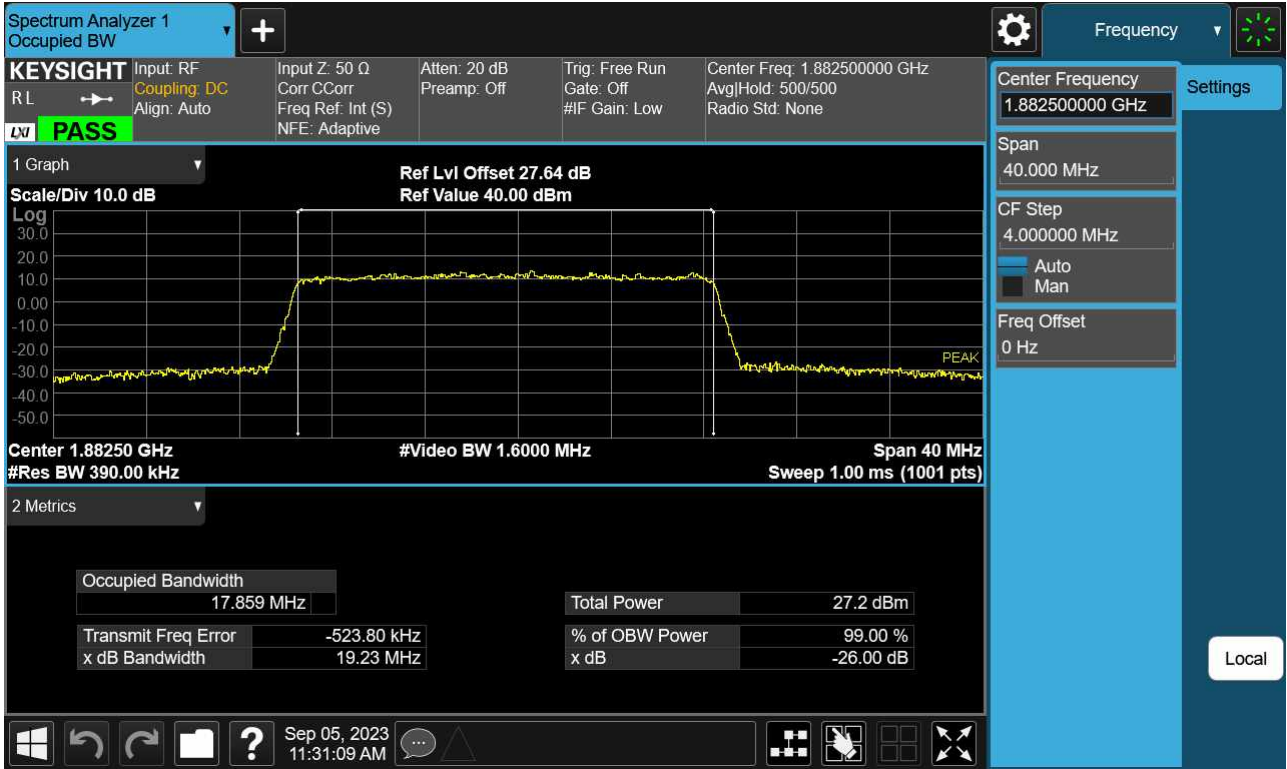 Spectrum Analyzer 1
Occupied BW
Frequency
KEYSIGHT
R L
LXI PASS
Input: RF
Coupling: DC
Align: Auto
Input Z: 50 Ω
Corr CCorr
Freq Ref: Int (S)
NFE: Adaptive
Atten: 20 dB
Preamp: Off
Trig: Free Run
Gate: Off
#IF Gain: Low
Center Freq: 1.882500000 GHz
Avg|Hold: 500/500
Radio Std: None
1 Graph
Scale/Div 10.0 dB
Ref Lvl Offset 27.64 dB
Ref Value 40.00 dBm
Log
30.0
20.0
10.0
0.00
-10.0
-20.0
-30.0
-40.0
-50.0
PEAK
Center 1.88250 GHz
#Video BW 1.6000 MHz
Span 40 MHz
#Res BW 390.00 kHz
Sweep 1.00 ms (1001 pts)
2 Metrics
Occupied Bandwidth
17.859 MHz
Total Power 27.2 dBm
Transmit Freq Error -523.80 kHz
% of OBW Power 99.00 %
x dB Bandwidth 19.23 MHz
x dB -26.00 dB
Center Frequency
1.882500000 GHz
Settings
Span
40.000 MHz
CF Step
4.000000 MHz
Auto
Man
Freq Offset
0 Hz
Local
?
Sep 05, 2023
11:31:09 AM